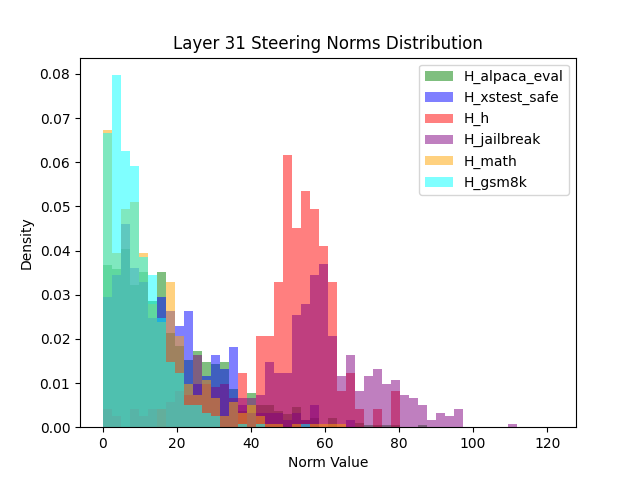 Layer 31 Steering Norms Distribution
0.08
0.07
0.06
0.05
0.04
0.03
0.02
0.01
0.00
Density
H_alpaca_eval
H_xstest_safe
H_h
H_jailbreak
H_math
H_gsm8k
0 20 40 60 80 100 120
Norm Value